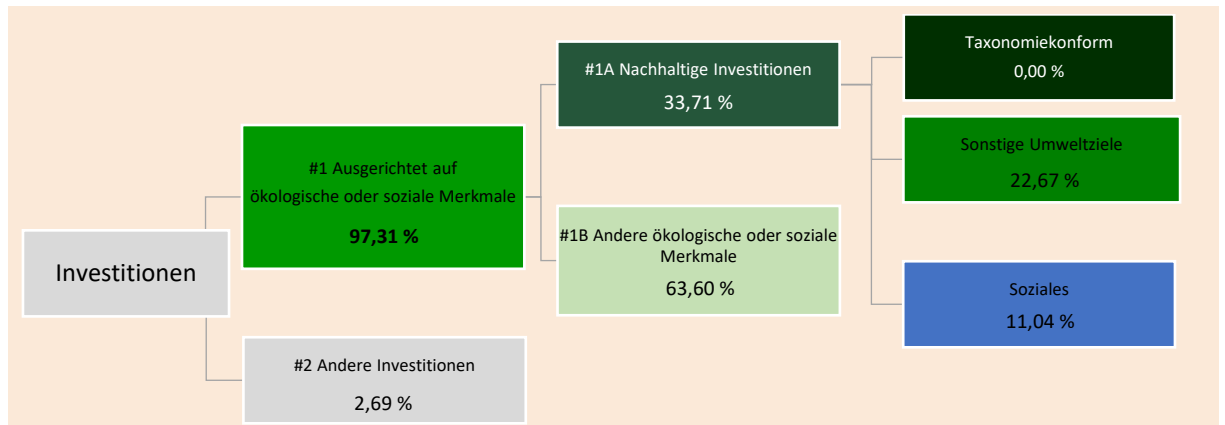 Investitionen
#1 Ausgerichtet auf
ökologische oder soziale Merkmale
97,31 %
#2 Andere Investitionen
2,69 %
#1A Nachhaltige Investitionen
33,71 %
#1B Andere ökologische oder soziale
Merkmale
63,60 %
Taxonomiekonform
0,00 %
Sonstige Umweltziele
22,67 %
Soziales
11,04 %